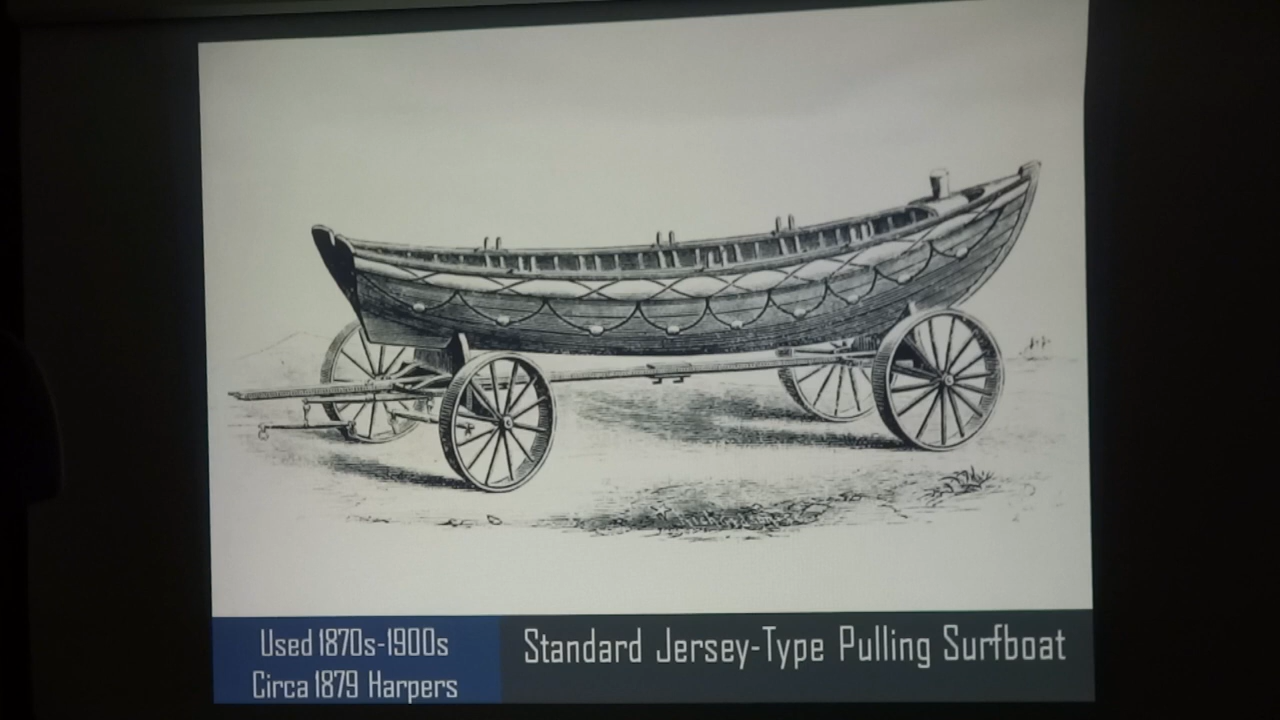 Used 1870s-1900s
Circa 1879 Harpers
Standard Jersey-Type Pulling Surfboat